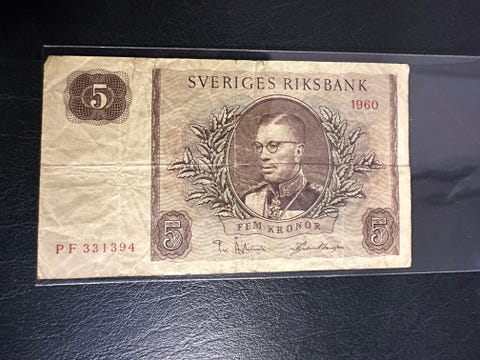 5
SVERIGES RIKSBANK
1960
FEM KRONOR
PF 331394
5
5